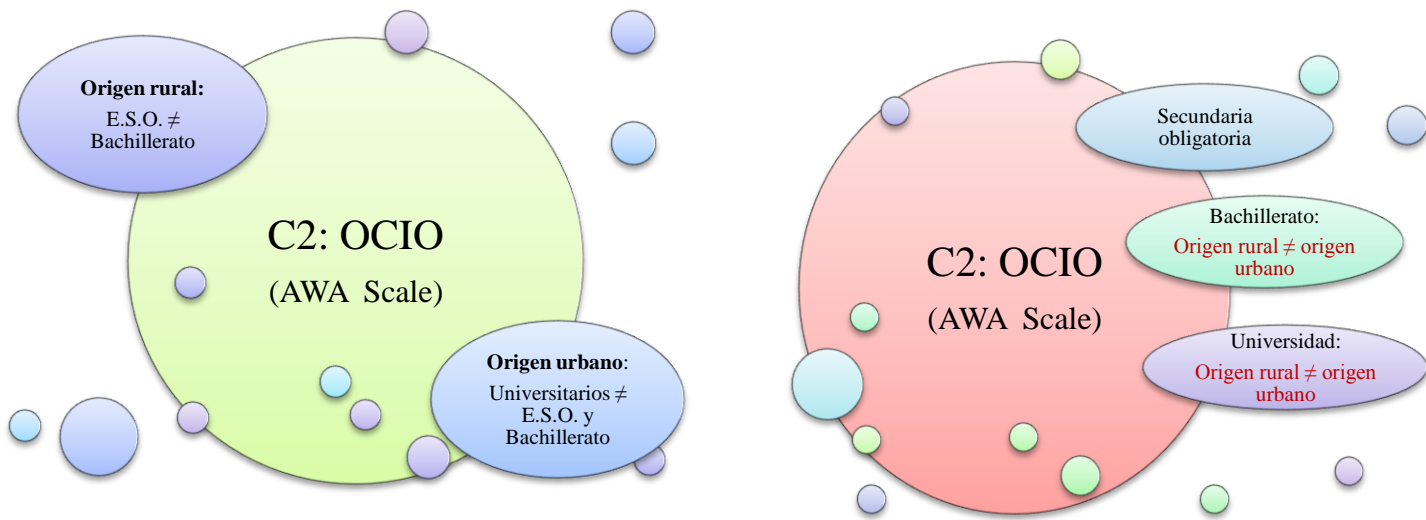 Origen rural:
E.S.O. ≠
Bachillerato
C2: OCIO
(AWA Scale)
Origen urbano:
Universitarios ≠
E.S.O. y
Bachillerato
Secundaria
obligatoria
Bachillerato:
Origen rural ≠ origen
urbano
C2: OCIO
(AWA Scale)
Universidad:
Origen rural ≠ origen
urbano